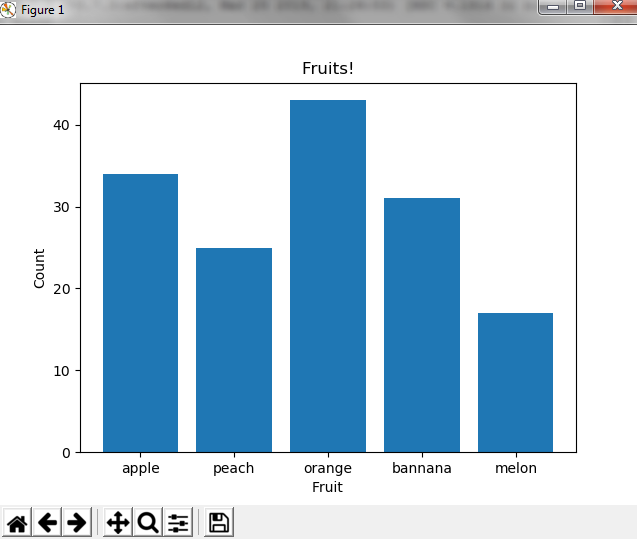 Figure 1
Fruits!
40
30
20
10
0
Count
apple peach orange bannana melon
Fruit